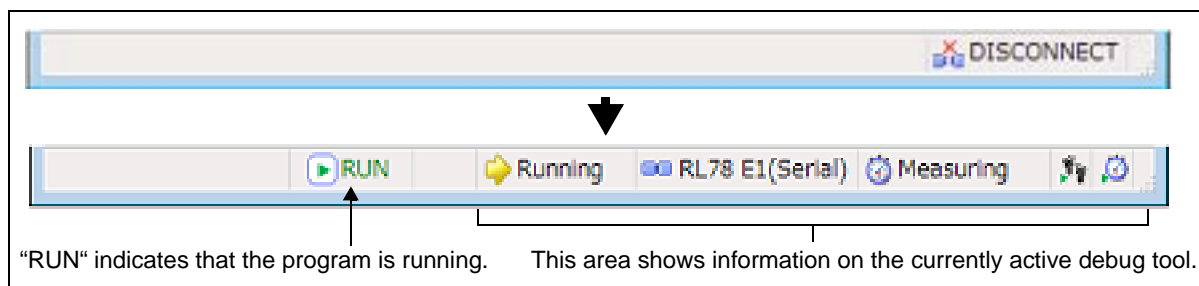 DISCONNECT
RUN Running RL78 E1(Serial) Measuring
“RUN“ indicates that the program is running. This area shows information on the currently active debug tool.